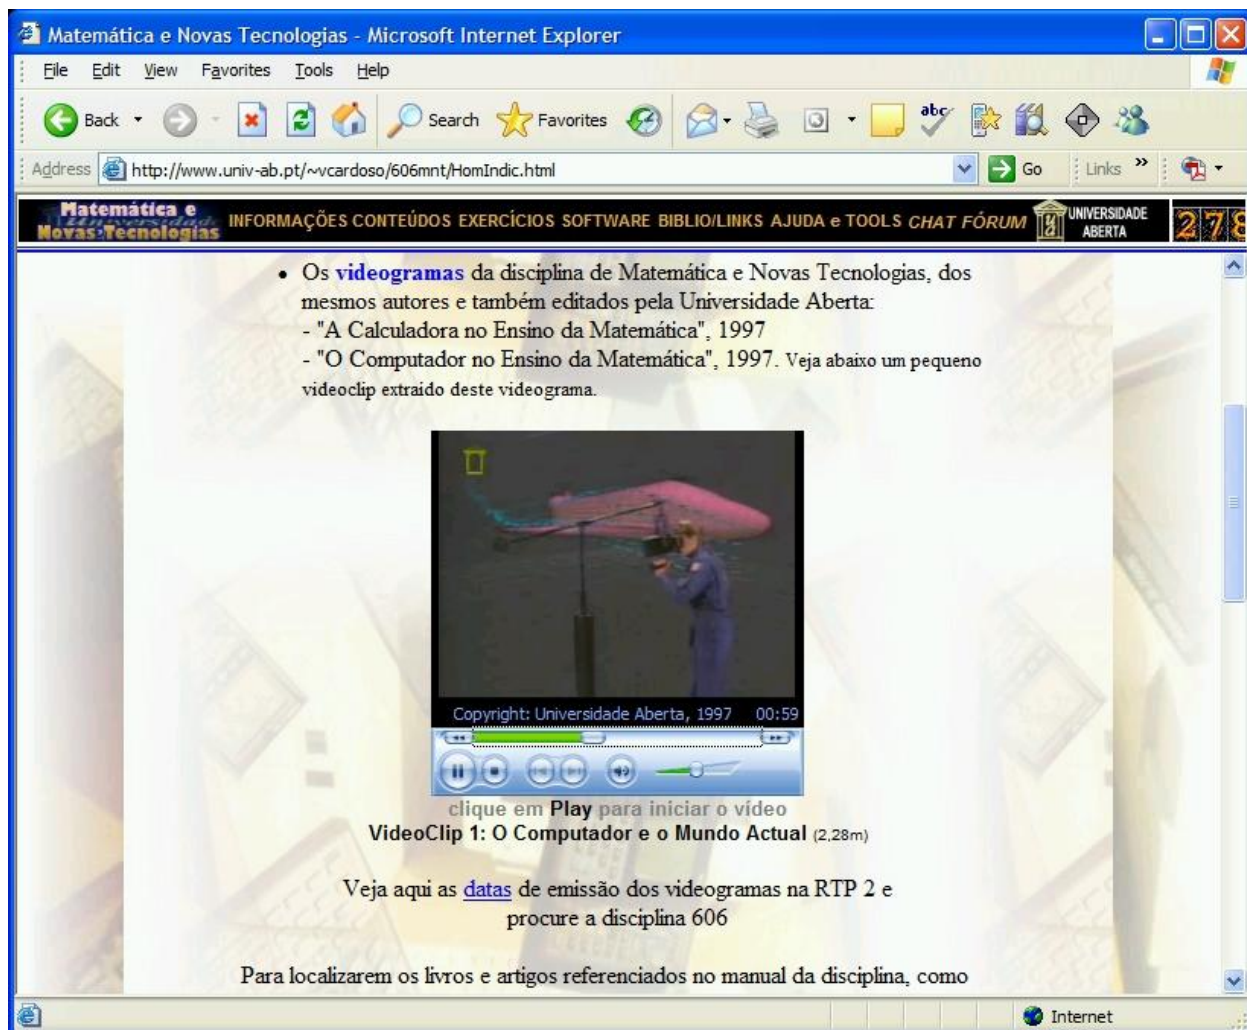 Matemática e Novas Tecnologias - Microsoft Internet Explorer
File Edit View Favorites Tools Help
Back Search Favorites abc
Address http://www.univ-ab.pt/~vcardoso/606mnt/HomIndic.html Go Links »
Matemática e
Universidade
Novas Tecnologias
INFORMAÇÕES CONTEÚDOS EXERCÍCIOS SOFTWARE BIBLIO/LINKS AJUDA e TOOLS CHAT FÓRUM
UNIVERSIDADE
ABERTA
278
• Os videogramas da disciplina de Matemática e Novas Tecnologias, dos
mesmos autores e também editados pela Universidade Aberta:
- "A Calculadora no Ensino da Matemática", 1997
- "O Computador no Ensino da Matemática", 1997. Veja abaixo um pequeno
videoclip extraido deste videograma.
Copyright: Universidade Aberta, 1997 00:59
clique em Play para iniciar o vídeo
VideoClip 1: O Computador e o Mundo Actual (2,28m)
Veja aqui as datas de emissão dos videogramas na RTP 2 e
procure a disciplina 606
Para localizarem os livros e artigos referenciados no manual da disciplina, como
Internet